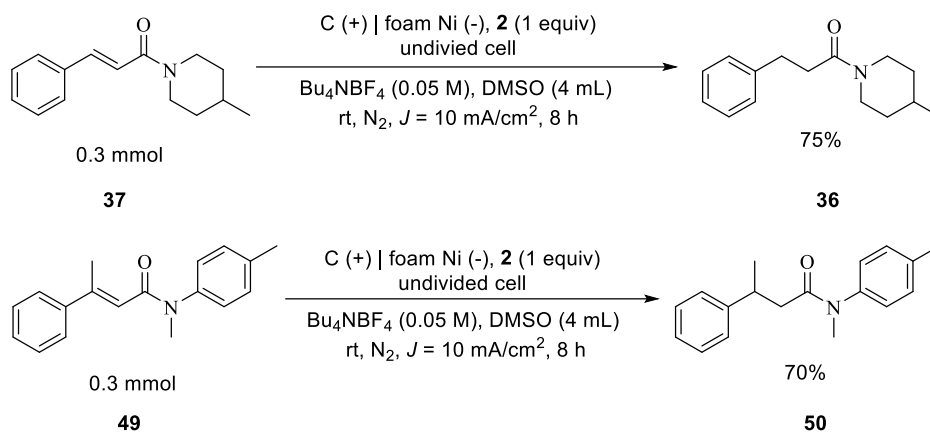 C (+) | foam Ni (-), 2 (1 equiv)
undivied cell
Bu4NBF4 (0.05 M), DMSO (4 mL)
rt, N2, J = 10 mA/cm2, 8 h
O
N
0.3 mmol
37
O
N
75%
36
C (+) | foam Ni (-), 2 (1 equiv)
undivided cell
Bu4NBF4 (0.05 M), DMSO (4 mL)
rt, N2, J = 10 mA/cm2, 8 h
O
N
0.3 mmol
49
O
N
70%
50